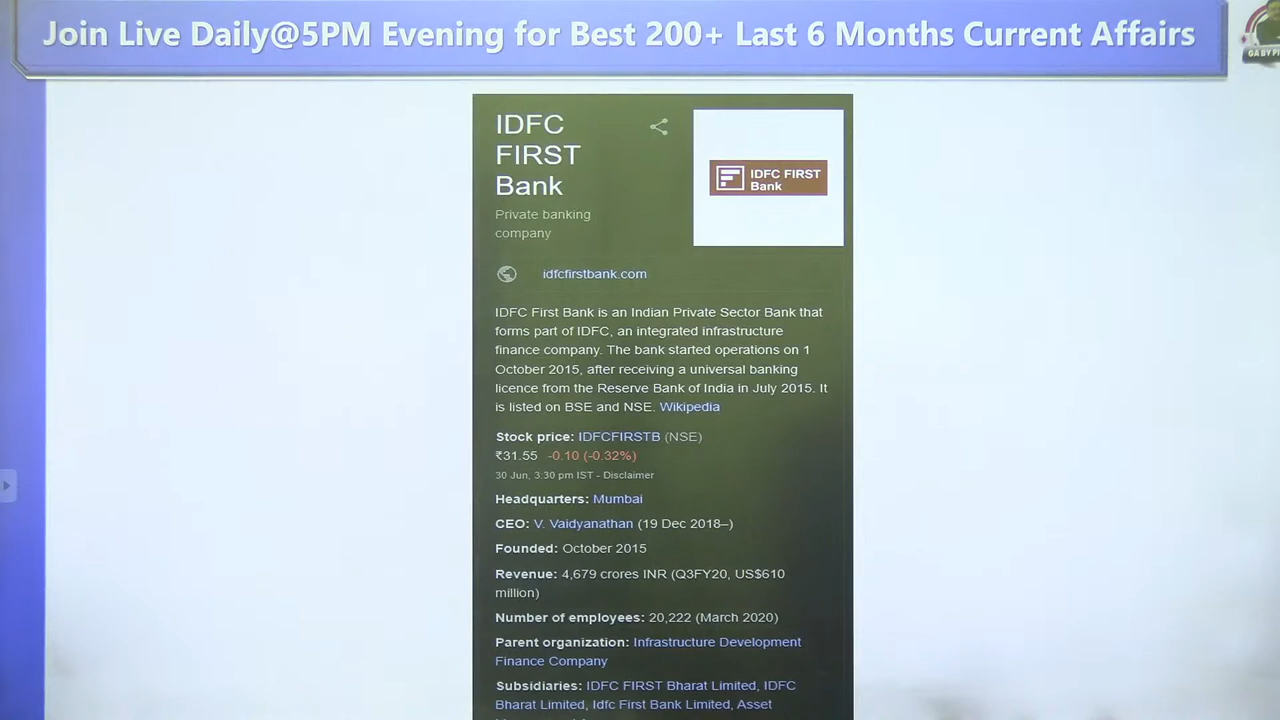 Join Live Daily@5PM Evening for Best 200+ Last 6 Months Current Affairs
IDFC
FIRST
Bank
IDFC FIRST
Bank
Private banking
company
idfcfirstbank.com
IDFC First Bank is an Indian Private Sector Bank that
forms part of IDFC, an integrated infrastructure
finance company. The bank started operations on 1
October 2015, after receiving a universal banking
licence from the Reserve Bank of India in July 2015. It
is listed on BSE and NSE. Wikipedia
Stock price: IDFCFIRSTB (NSE)
₹31.55 -0.10 (-0.32%)
30 Jun, 3:30 pm IST - Disclaimer
Headquarters: Mumbai
CEO: V. Vaidyanathan (19 Dec 2018–)
Founded: October 2015
Revenue: 4,679 crores INR (Q3FY20, US$610
million)
Number of employees: 20,222 (March 2020)
Parent organization: Infrastructure Development
Finance Company
Subsidiaries: IDFC FIRST Bharat Limited, IDFC
Bharat Limited, Idfc First Bank Limited, Asset